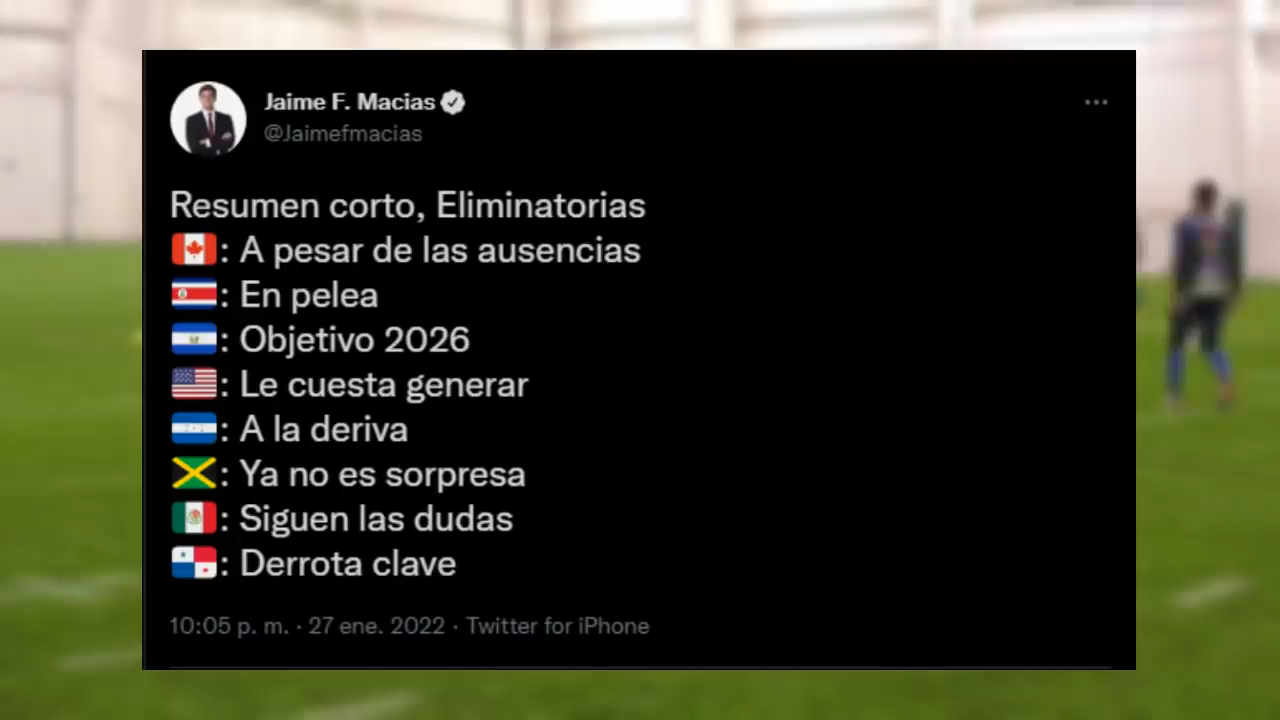 Jaime F. Macias
@Jaimefmacias
Resumen corto, Eliminatorias
🇨🇦: A pesar de las ausencias
🇨🇷: En pelea
🇸🇻: Objetivo 2026
🇺🇸: Le cuesta generar
🇭🇳: A la deriva
🇯🇲: Ya no es sorpresa
🇲🇽: Siguen las dudas
🇵🇦: Derrota clave
10:05 p. m. · 27 ene. 2022 · Twitter for iPhone